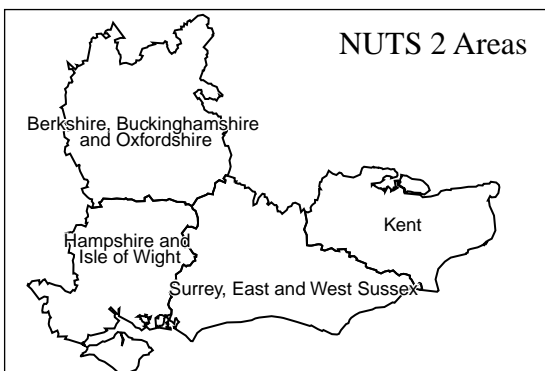 NUTS 2 Areas
Berkshire, Buckinghamshire
and Oxfordshire
Kent
Hampshire and
Isle of Wight
Surrey, East and West Sussex